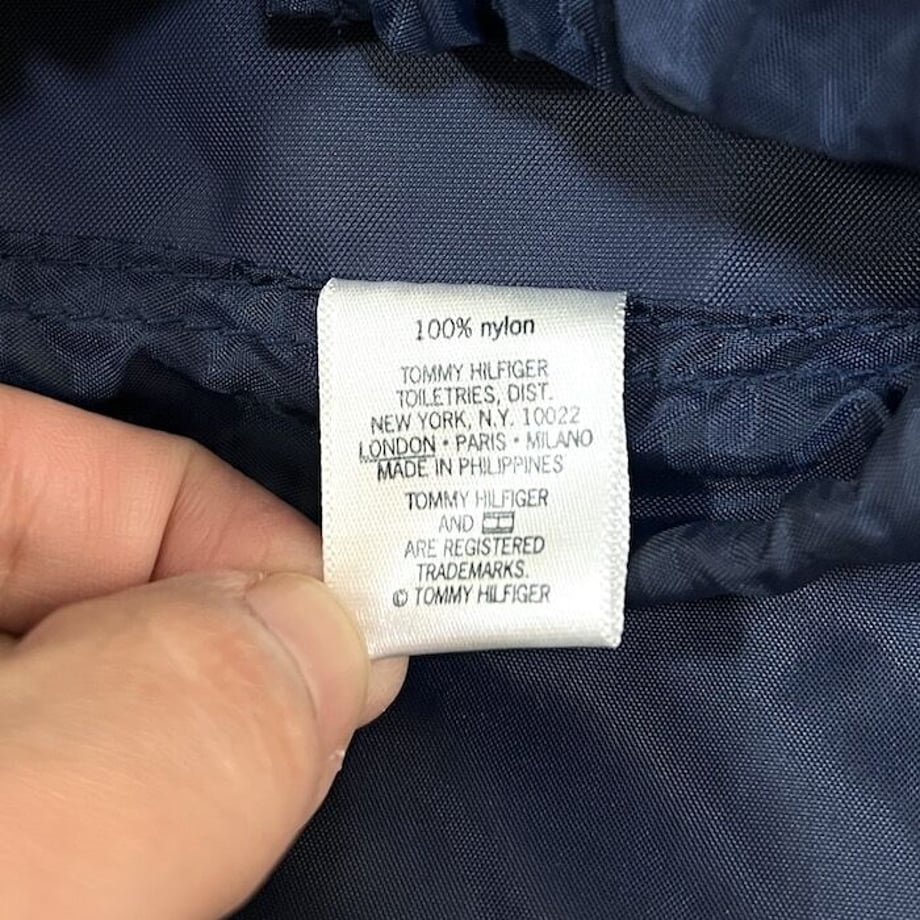 100% nylon
TOMMY HILFIGER
TOILETRIES, DIST.
NEW YORK, N.Y. 10022
LONDON • PARIS • MILANO
MADE IN PHILIPPINES
TOMMY HILFIGER
AND
ARE REGISTERED
TRADEMARKS.
© TOMMY HILFIGER